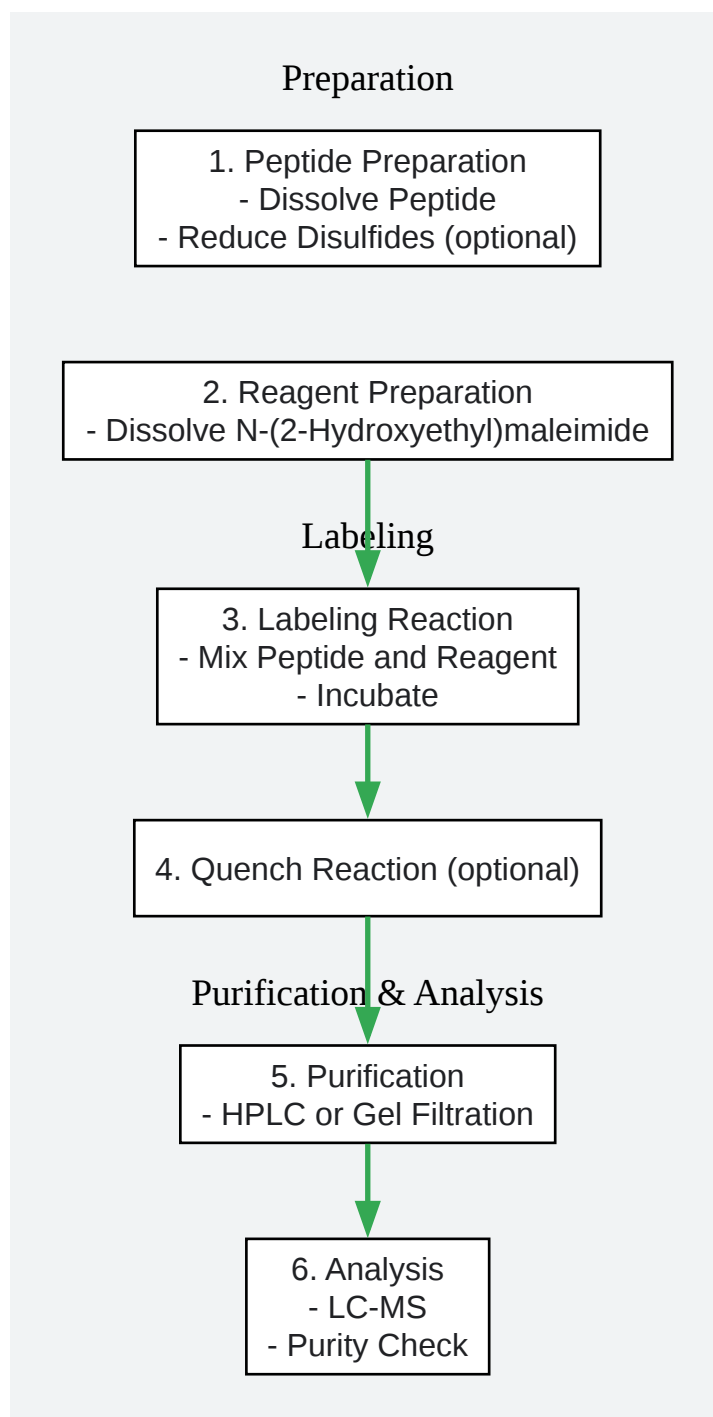 Preparation
1. Peptide Preparation
- Dissolve Peptide
- Reduce Disulfides (optional)
2. Reagent Preparation
- Dissolve N-(2-Hydroxyethyl)maleimide
Labeling
3. Labeling Reaction
- Mix Peptide and Reagent
- Incubate
4. Quench Reaction (optional)
Purification & Analysis
5. Purification
- HPLC or Gel Filtration
6. Analysis
- LC-MS
- Purity Check